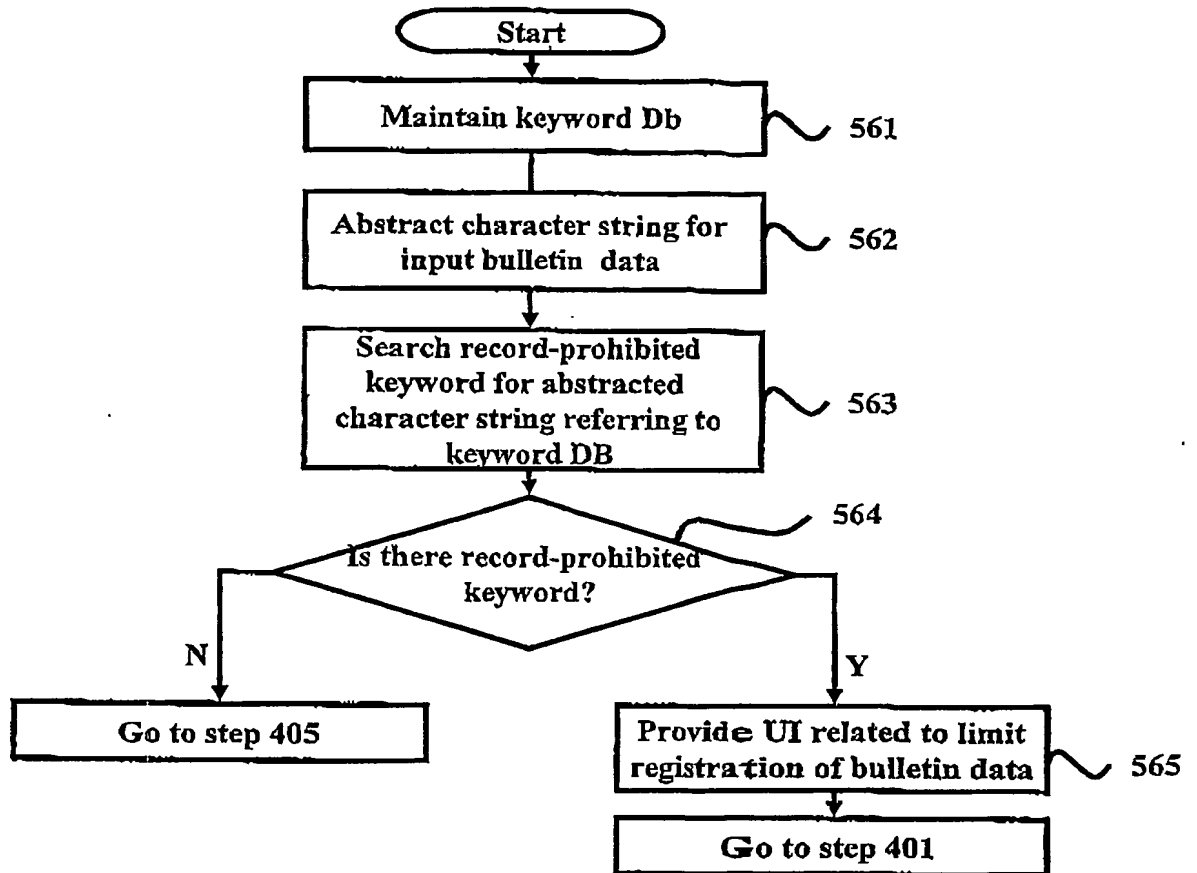 Start
Maintain keyword Db
561
Abstract character string for
input bulletin data
562
Search record-prohibited
keyword for abstracted
character string referring to
keyword DB
563
Is there record-prohibited
keyword?
564
N
Y
Go to step 405
Provide UI related to limit
registration of bulletin data
565
Go to step 401